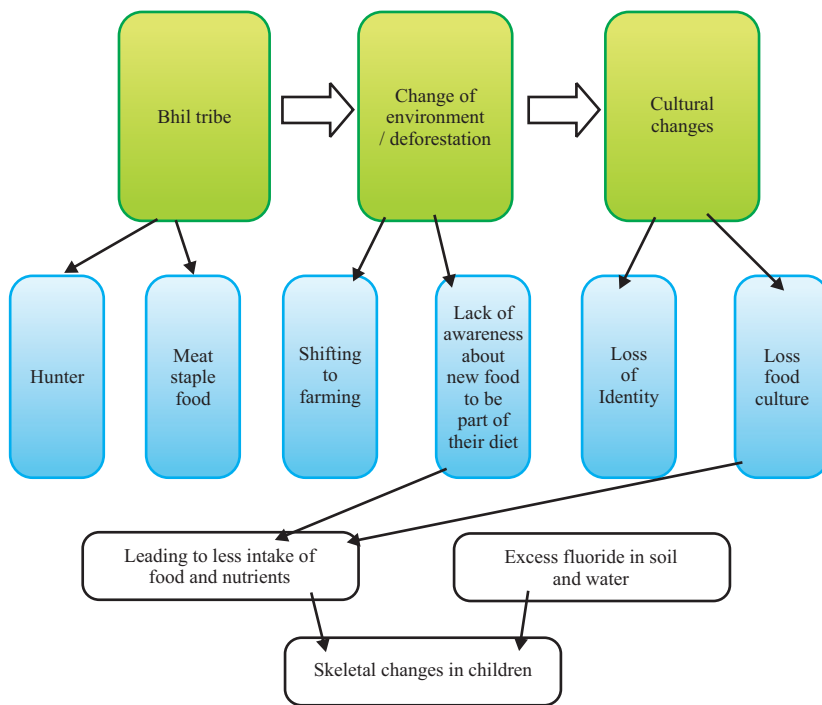 Bhil tribe
Change of
environment
/ deforestation
Cultural
changes
Hunter
Meat
staple
food
Shifting
to
farming
Lack of
awareness
about
new food
to be
part of
their diet
Loss
of
Identity
Loss
food
culture
Leading to less intake of
food and nutrients
Excess fluoride in soil
and water
Skeletal changes in children